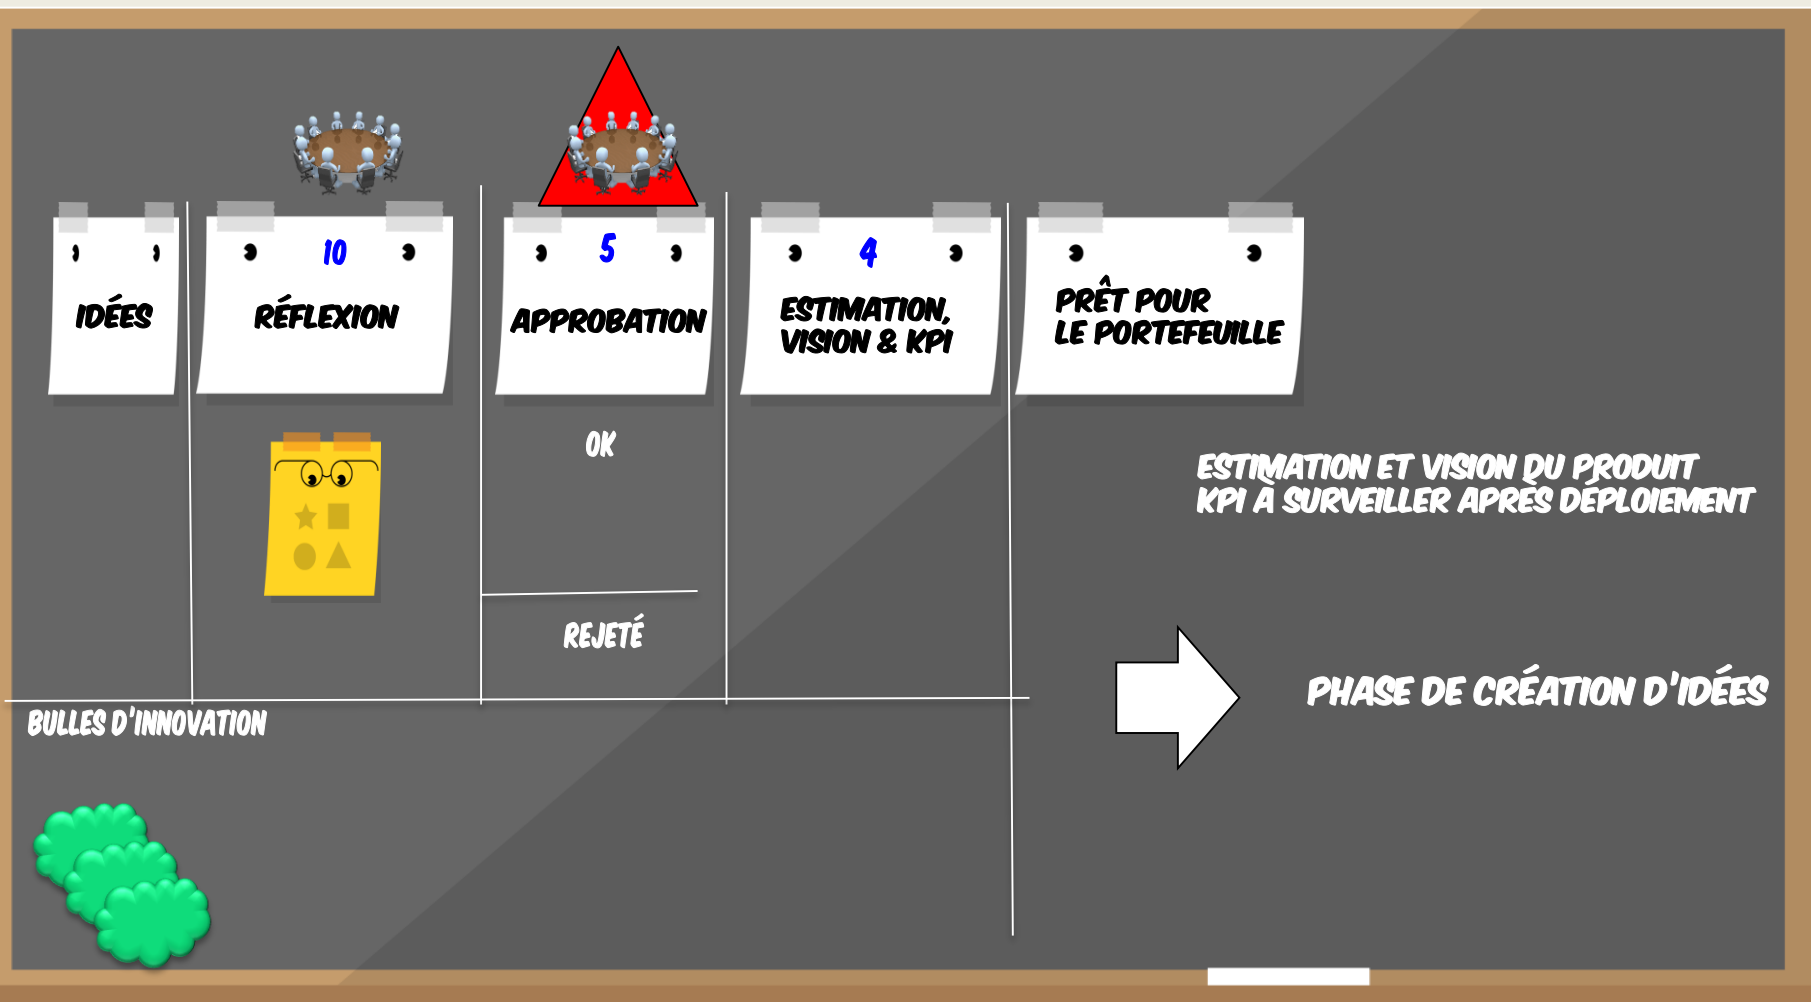 IDÉES
10
RÉFLEXION
5
APPROBATION
4
ESTIMATION,
VISION & KPI
PRÊT POUR
LE PORTEFEUILLE
OK
REJETÉ
ESTIMATION ET VISION DU PRODUIT
KPI À SURVEILLER APRÈS DÉPLOIEMENT
PHASE DE CRÉATION D'IDÉES
BULLES D'INNOVATION